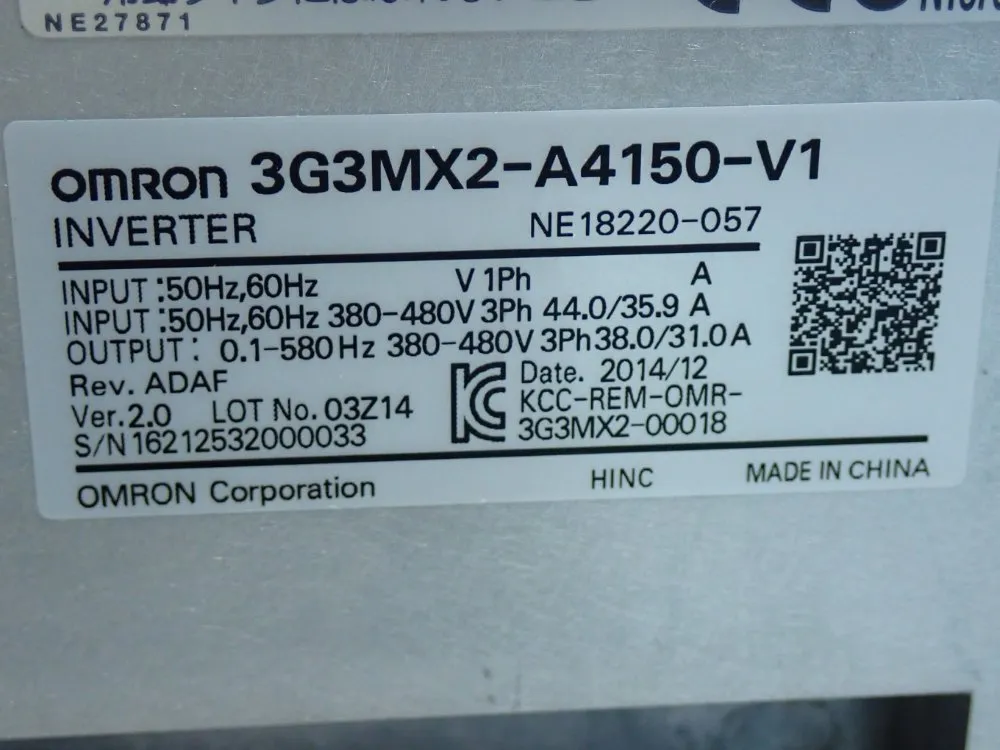 NE27871
OMRON 3G3MX2-A4150-V1
INVERTER NE18220-057
INPUT :50Hz,60Hz V 1Ph A
INPUT :50Hz,60Hz 380-480V 3Ph 44.0/35.9 A
OUTPUT: 0.1-580Hz 380-480V 3Ph 38.0/31.0 A
Rev. ADAF
Date. 2014/12
Ver.2.0 LOT No. 03Z14
KCC-REM-OMR-
S/N 16212532000033
3G3MX2-00018
OMRON Corporation HINC MADE IN CHINA